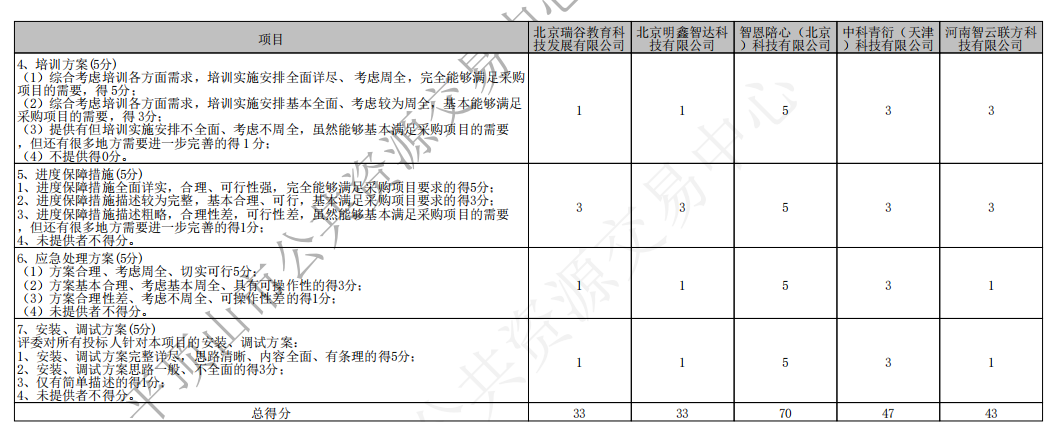 项目
北京瑞谷教育科
技发展有限公司
北京明鑫智达科
技有限公司
智恩陪心（北京
）科技有限公司
中科青衍（天津
）科技有限公司
河南智云联方科
技有限公司
4、培训方案(5分)
（1）综合考虑培训各方面需求，培训实施安排全面详尽、 考虑周全，完全能够满足采购
项目的需要，得 5分；
（2）综合考虑培训各方面需求，培训实施安排基本全面、考虑较为周全，基本能够满足
采购项目的需要，得 3分；
（3）提供有但培训实施安排不全面、考虑不周全，虽然能够基本满足采购项目的需要
，但还有很多地方需要进一步完善的得 1 分；
（4）不提供得0分。
1
1
5
3
3
5、进度保障措施(5分)
1、进度保障措施全面详实，合理、可行性强，完全能够满足采购项目要求的得5分；
2、进度保障措施描述较为完整，基本合理、可行，基本满足采购项目要求的得3分；
3、进度保障措施描述粗略，合理性差，可行性差，虽然能够基本满足采购项目的需要
，但还有很多地方需要进一步完善的得1分；
4、未提供者不得分。
3
3
5
3
3
6、应急处理方案(5分)
（1）方案合理、考虑周全、切实可行5分；
（2）方案基本合理、考虑基本周全、具有可操作性的得3分；
（3）方案合理性差、考虑不周全、可操作性差的得1分；
（4）未提供者不得分。
1
1
5
3
1
7、安装、调试方案(5分)
评委对所有投标人针对本项目的安装、调试方案：
1、安装、调试方案完整详尽，思路清晰、内容全面、有条理的得5分；
2、安装、调试方案思路一般、不全面的得3分；
3、仅有简单描述的得1分；
4、未提供者不得分。
1
1
5
3
1
总得分
33
33
70
47
43
平顶山市公共资源交易中心
公共资源交易中心